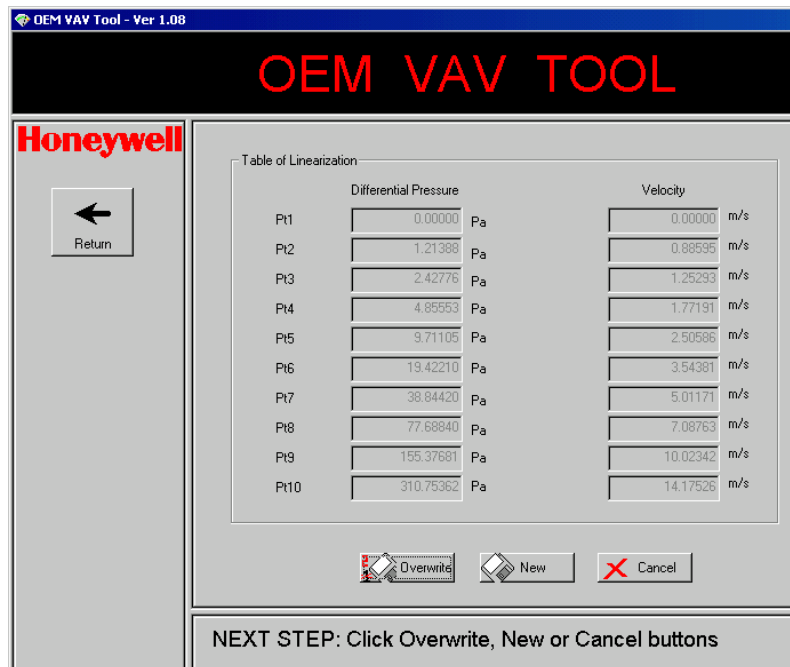 OEM VAV Tool - Ver 1.08
OEM VAV TOOL
Honeywell
Return
Table of Linearization
Differential Pressure Velocity
Pt1 0.00000 Pa 0.00000 m/s
Pt2 1.21388 Pa 0.88595 m/s
Pt3 2.42776 Pa 1.25293 m/s
Pt4 4.85553 Pa 1.77191 m/s
Pt5 9.71105 Pa 2.50586 m/s
Pt6 19.42210 Pa 3.54381 m/s
Pt7 38.84420 Pa 5.01171 m/s
Pt8 77.68840 Pa 7.08763 m/s
Pt9 155.37681 Pa 10.02342 m/s
Pt10 310.75362 Pa 14.17526 m/s
Overwrite New Cancel
NEXT STEP: Click Overwrite, New or Cancel buttons